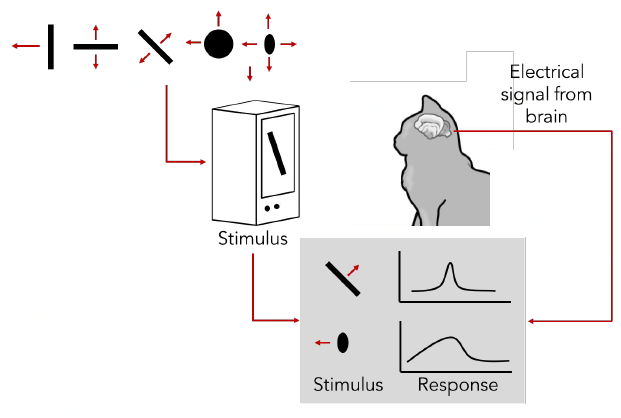 Electrical
signal from
brain
Stimulus
Stimulus
Response